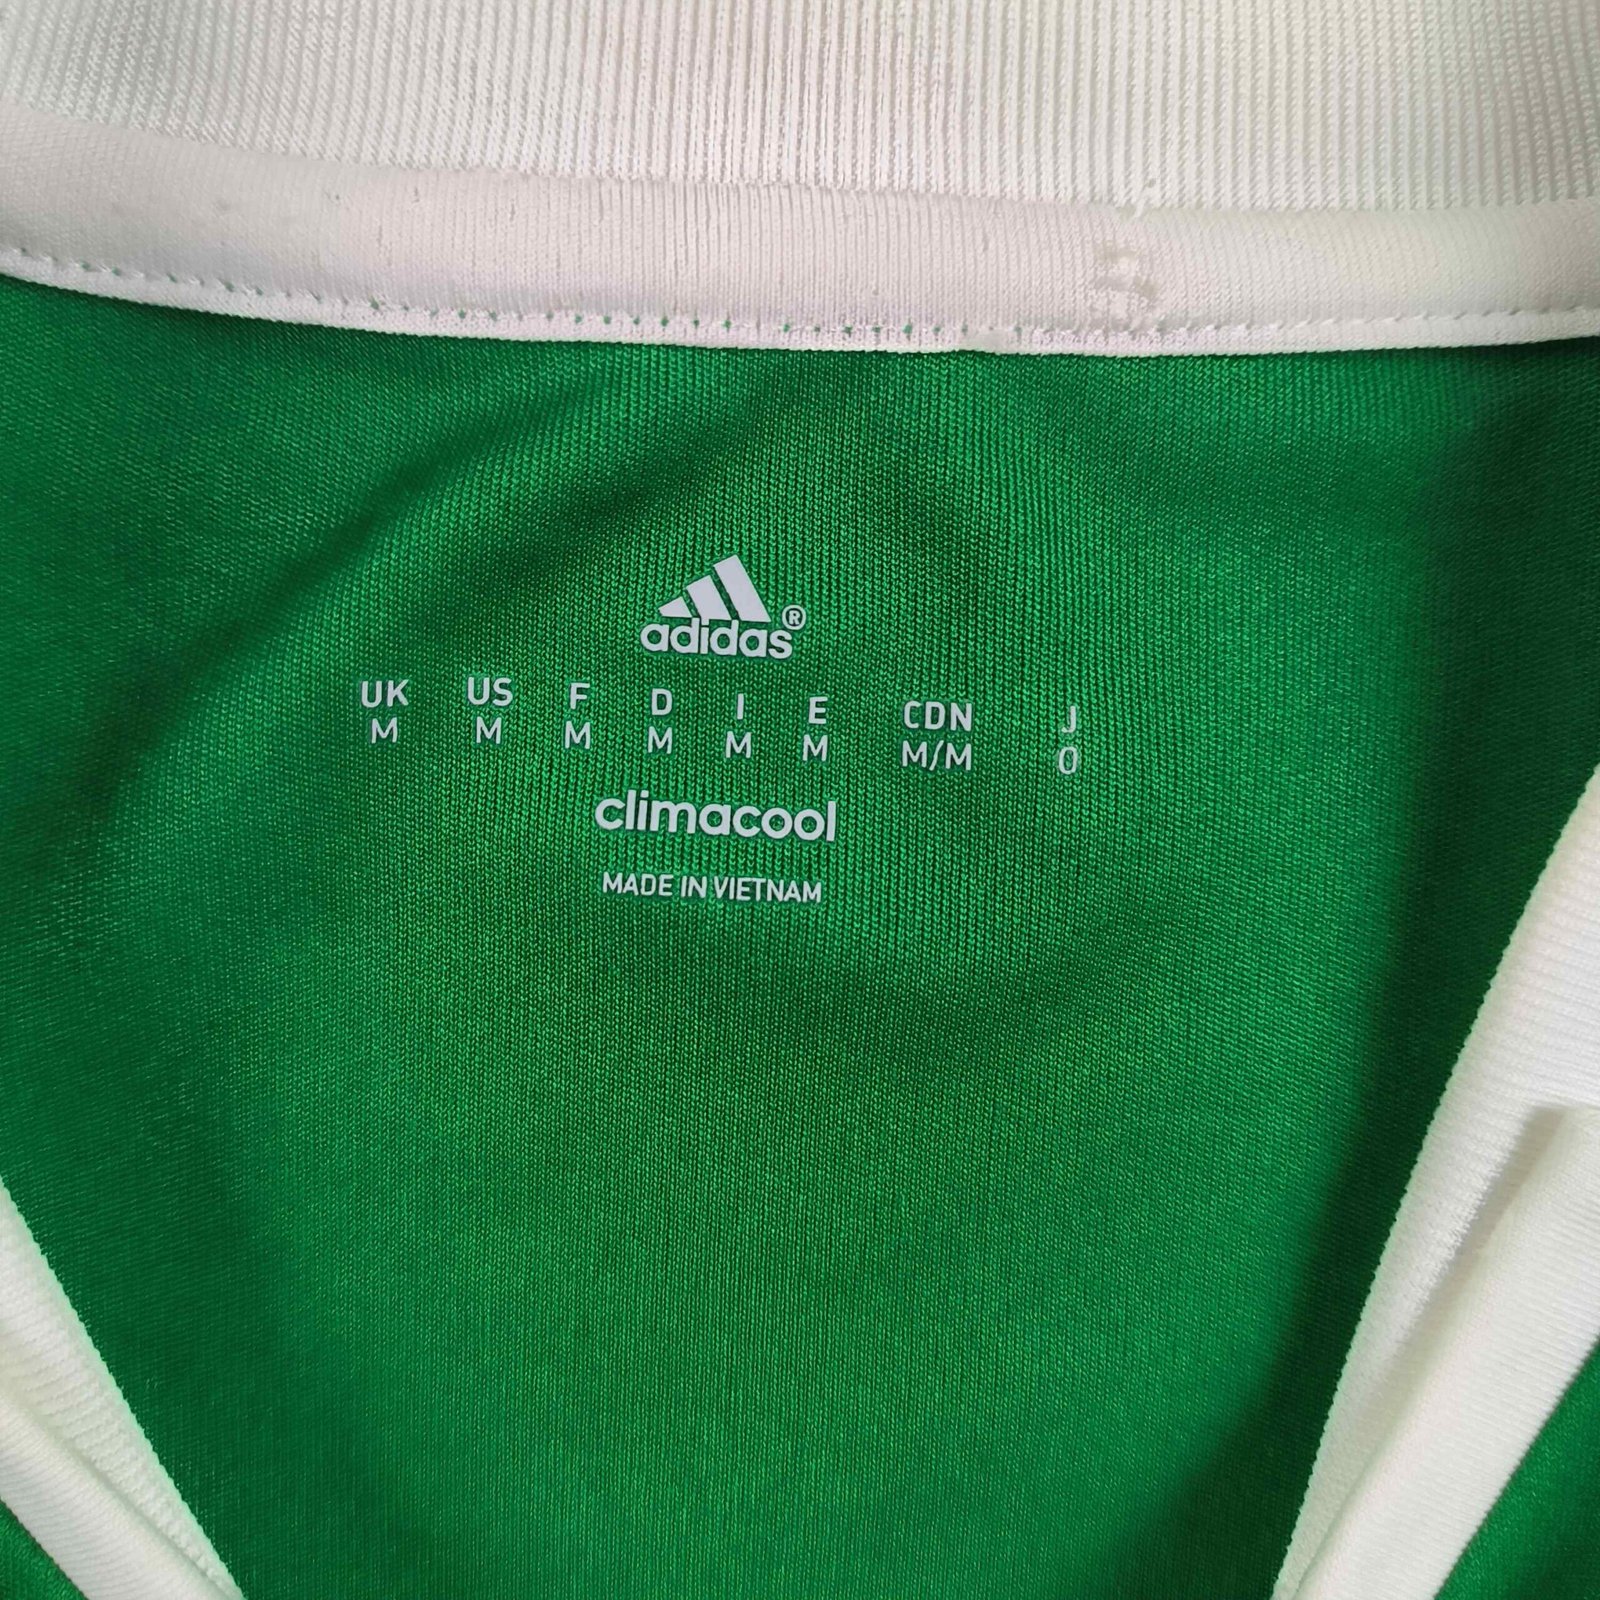 adidas®
UK US F D I E CDN J
M M M M M M M/M O
climacool
MADE IN VIETNAM